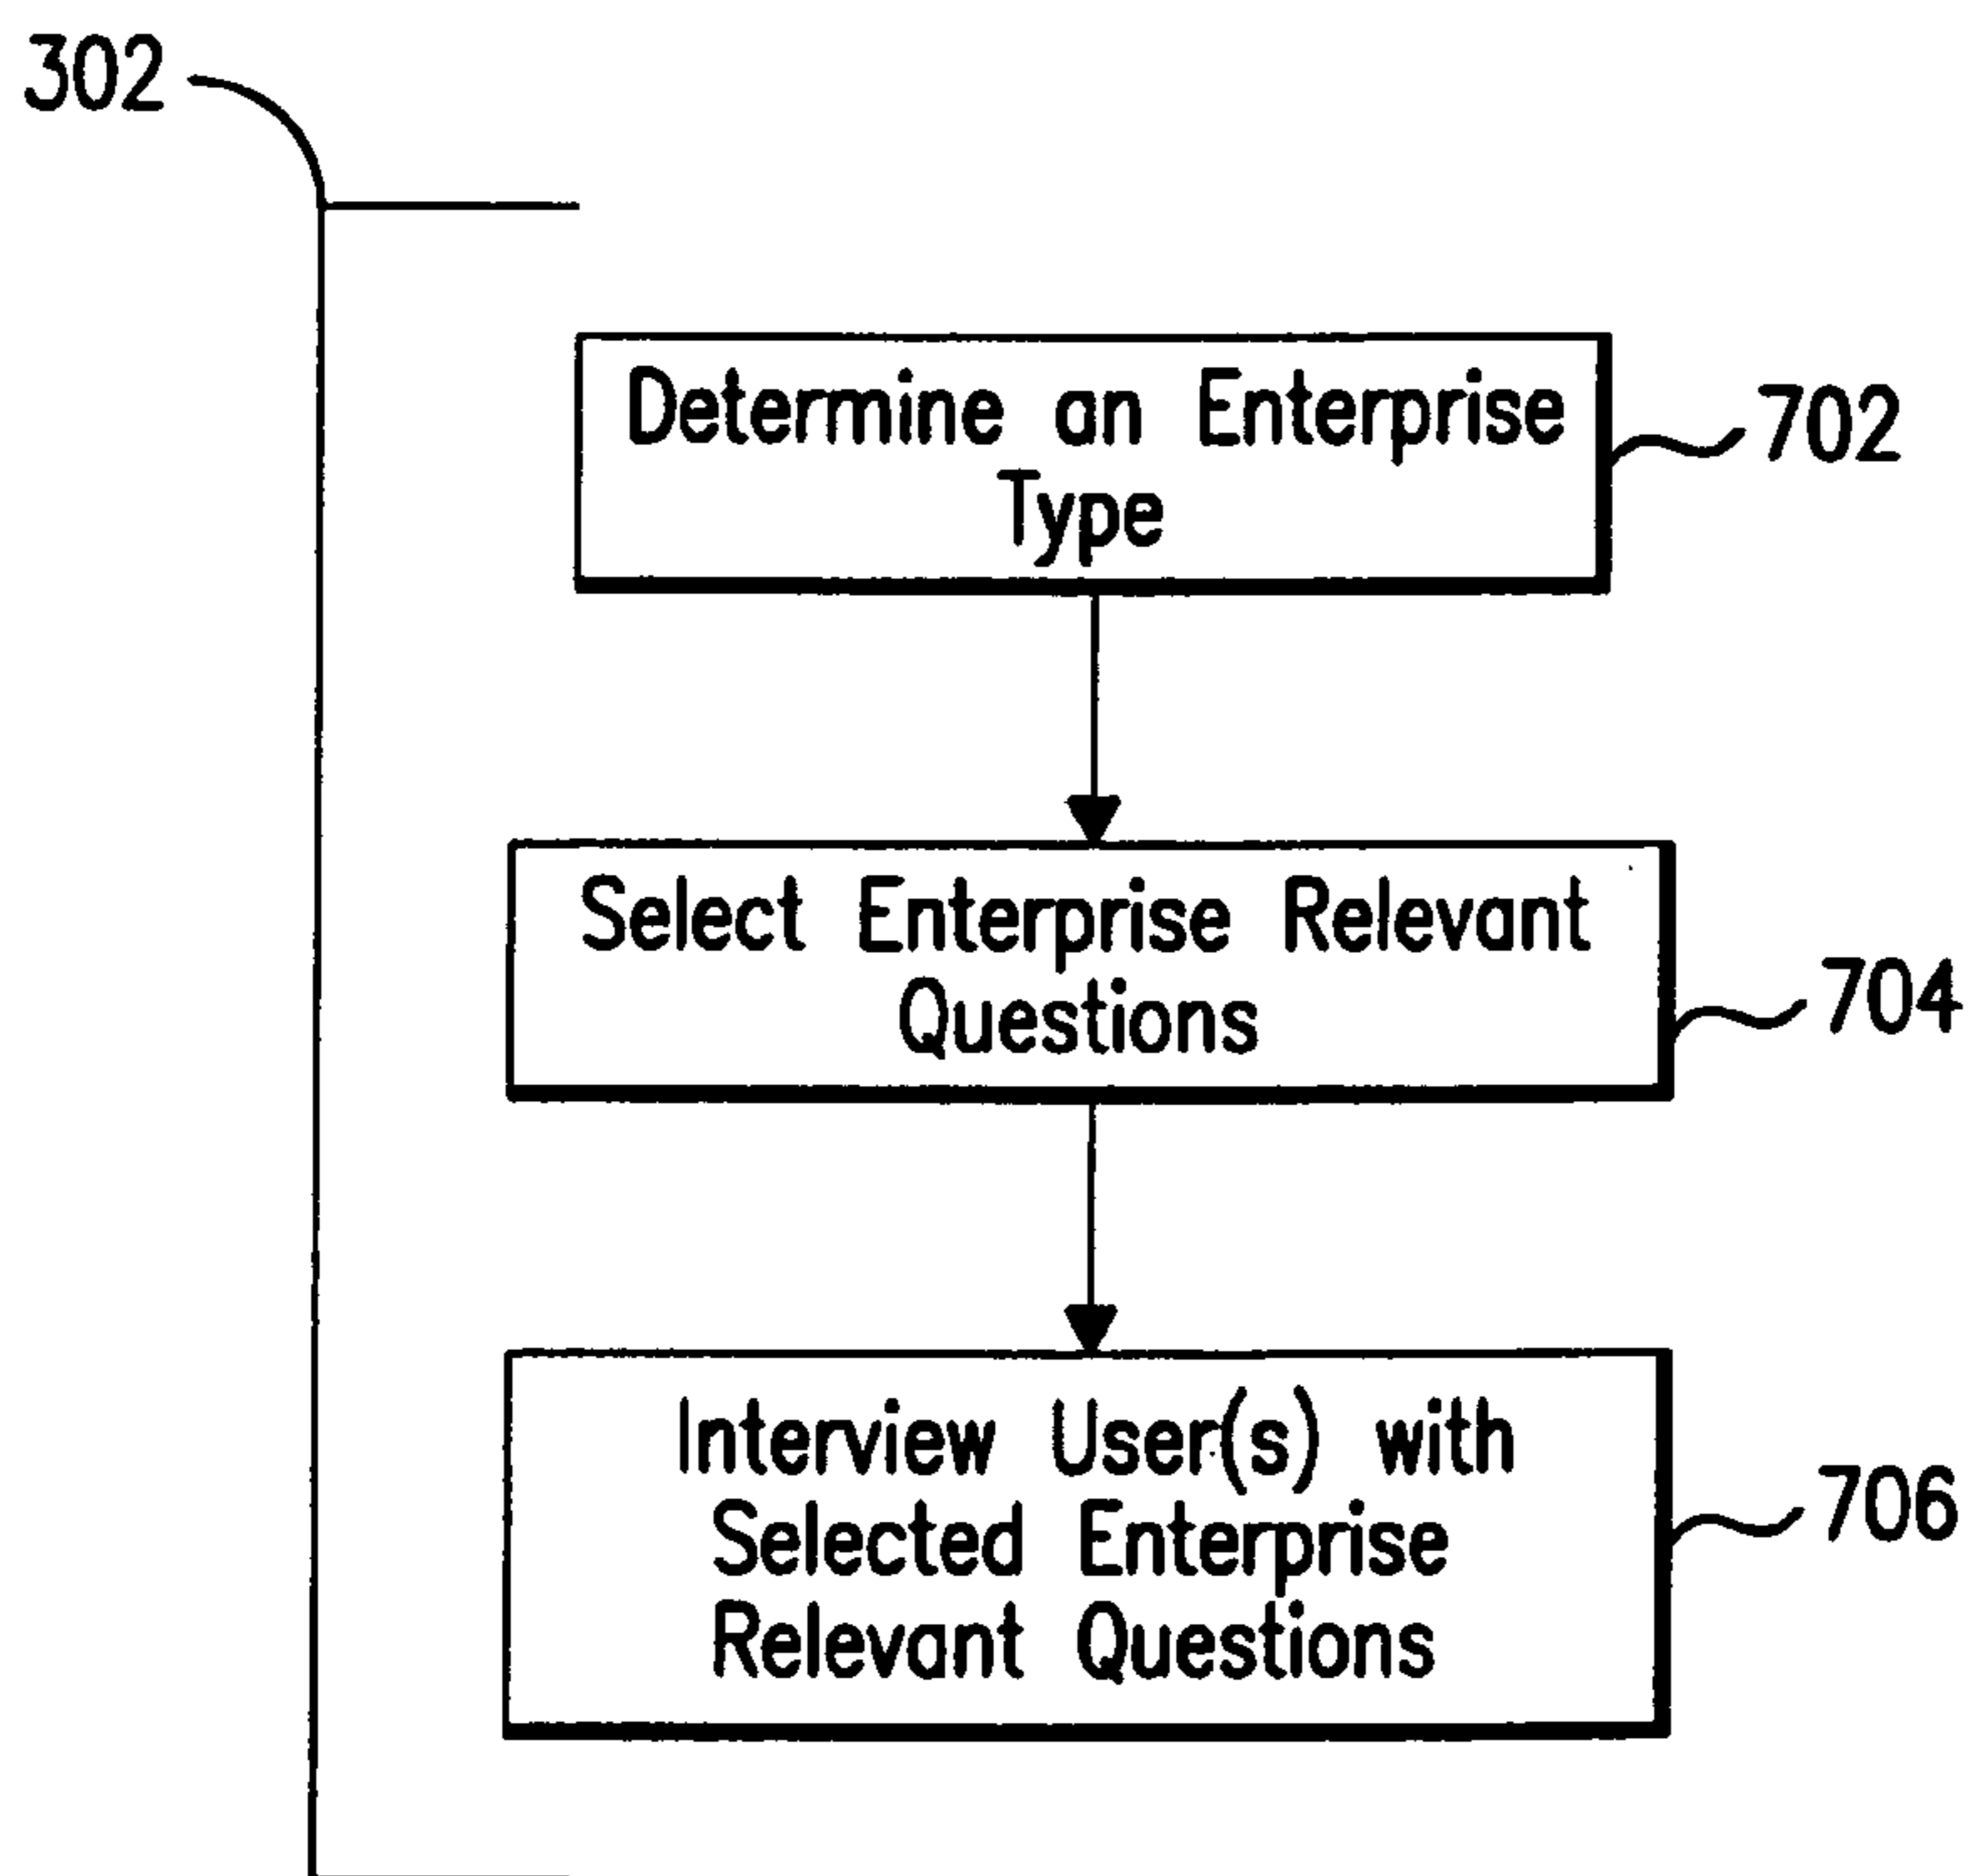 302
Determine an Enterprise
Type
702
Select Enterprise Relevant
Questions
704
Interview User(s) with
Selected Enterprise
Relevant Questions
706